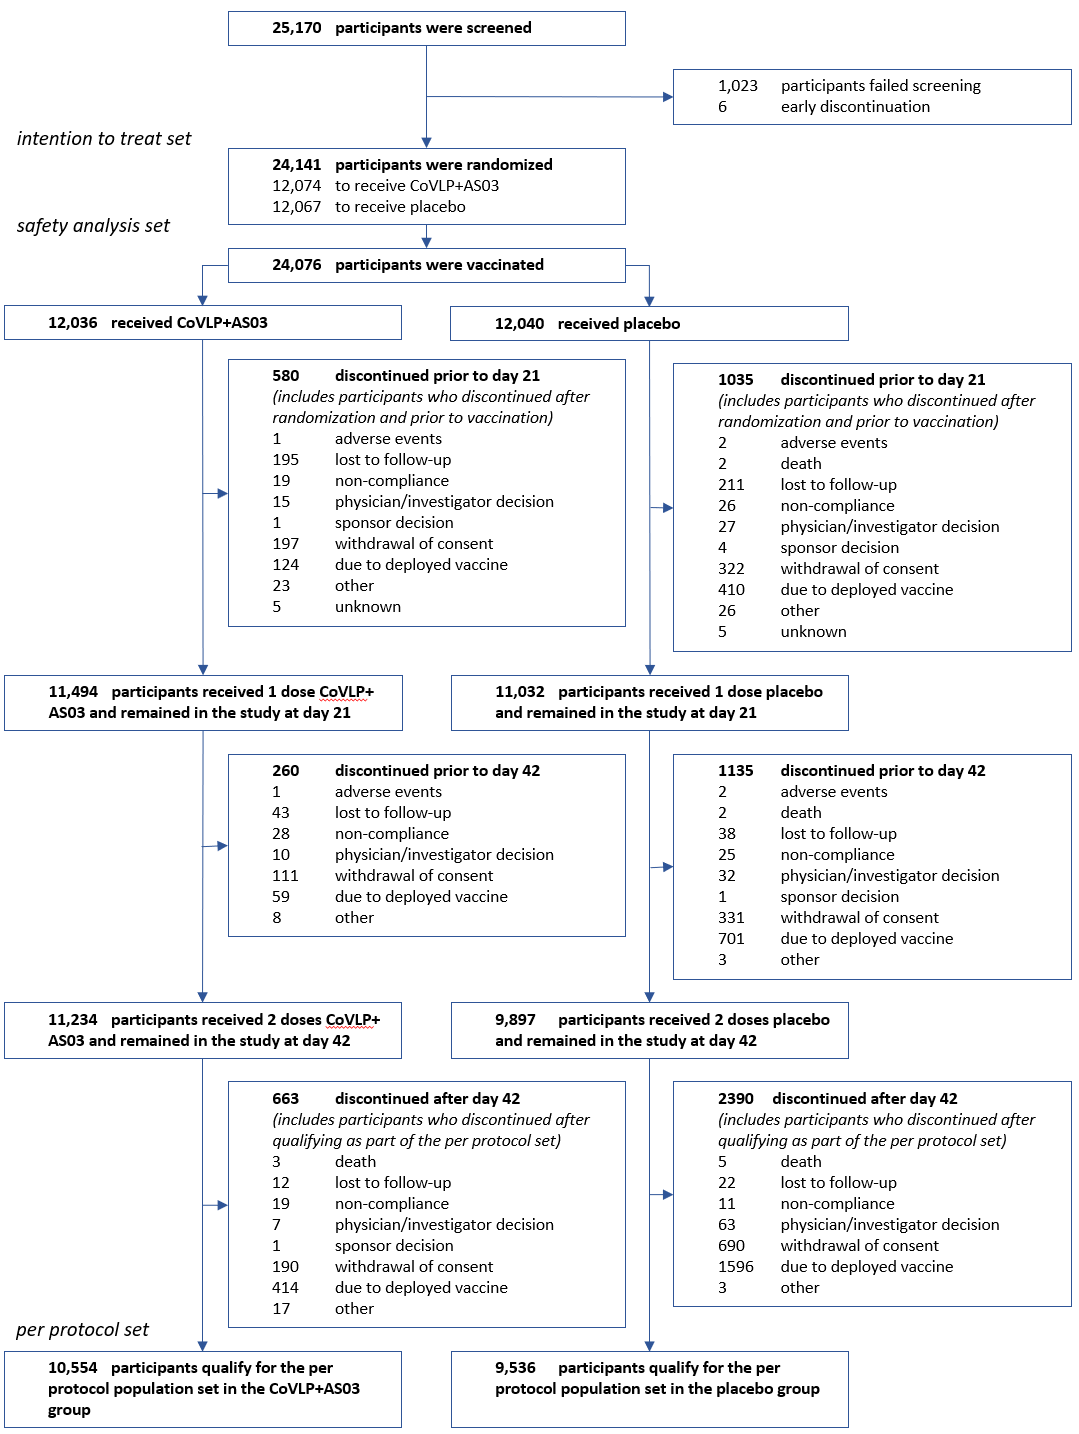 25,170 participants were screened
1,023 participants failed screening
6 early discontinuation
intention to treat set
24,141 participants were randomized
12,074 to receive CoVLP+AS03
12,067 to receive placebo
safety analysis set
24,076 participants were vaccinated
12,036 received CoVLP+AS03
12,040 received placebo
580 discontinued prior to day 21
(includes participants who discontinued after
randomization and prior to vaccination)
1 adverse events
195 lost to follow-up
19 non-compliance
15 physician/investigator decision
1 sponsor decision
197 withdrawal of consent
124 due to deployed vaccine
23 other
5 unknown
1035 discontinued prior to day 21
(includes participants who discontinued after
randomization and prior to vaccination)
2 adverse events
2 death
211 lost to follow-up
26 non-compliance
27 physician/investigator decision
4 sponsor decision
322 withdrawal of consent
410 due to deployed vaccine
26 other
5 unknown
11,494 participants received 1 dose CoVLP+
AS03 and remained in the study at day 21
11,032 participants received 1 dose placebo
and remained in the study at day 21
260 discontinued prior to day 42
1 adverse events
43 lost to follow-up
28 non-compliance
10 physician/investigator decision
111 withdrawal of consent
59 due to deployed vaccine
8 other
1135 discontinued prior to day 42
2 adverse events
2 death
38 lost to follow-up
25 non-compliance
32 physician/investigator decision
1 sponsor decision
331 withdrawal of consent
701 due to deployed vaccine
3 other
11,234 participants received 2 doses CoVLP+
AS03 and remained in the study at day 42
9,897 participants received 2 doses placebo
and remained in the study at day 42
663 discontinued after day 42
(includes participants who discontinued after
qualifying as part of the per protocol set)
3 death
12 lost to follow-up
19 non-compliance
7 physician/investigator decision
1 sponsor decision
190 withdrawal of consent
414 due to deployed vaccine
17 other
2390 discontinued after day 42
(includes participants who discontinued after
qualifying as part of the per protocol set)
5 death
22 lost to follow-up
11 non-compliance
63 physician/investigator decision
690 withdrawal of consent
1596 due to deployed vaccine
3 other
per protocol set
10,554 participants qualify for the per
protocol population set in the CoVLP+AS03
group
9,536 participants qualify for the per
protocol population set in the placebo group